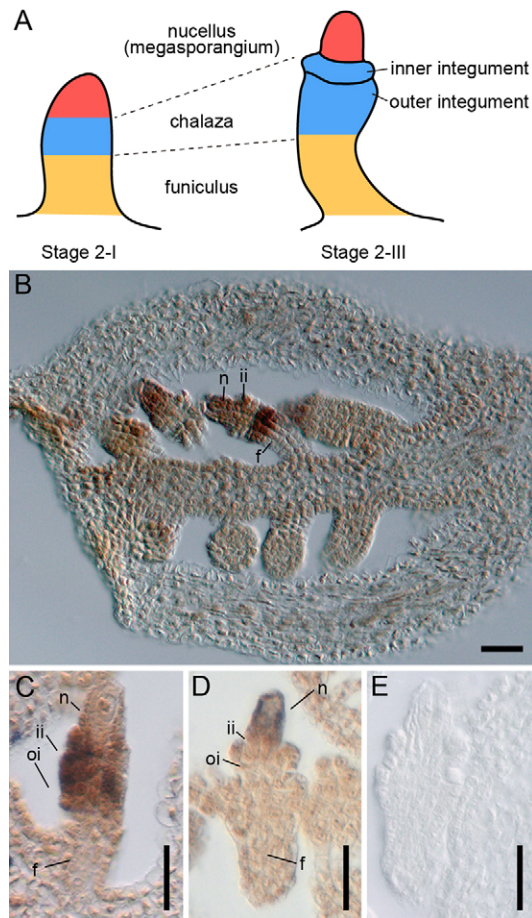 A
nucellus
(megasporangium)
inner integument
outer integument
chalaza
funiculus
Stage 2-I
Stage 2-III
B
n
ii
f
C
n
ii
oi
f
D
n
ii
oi
f
E